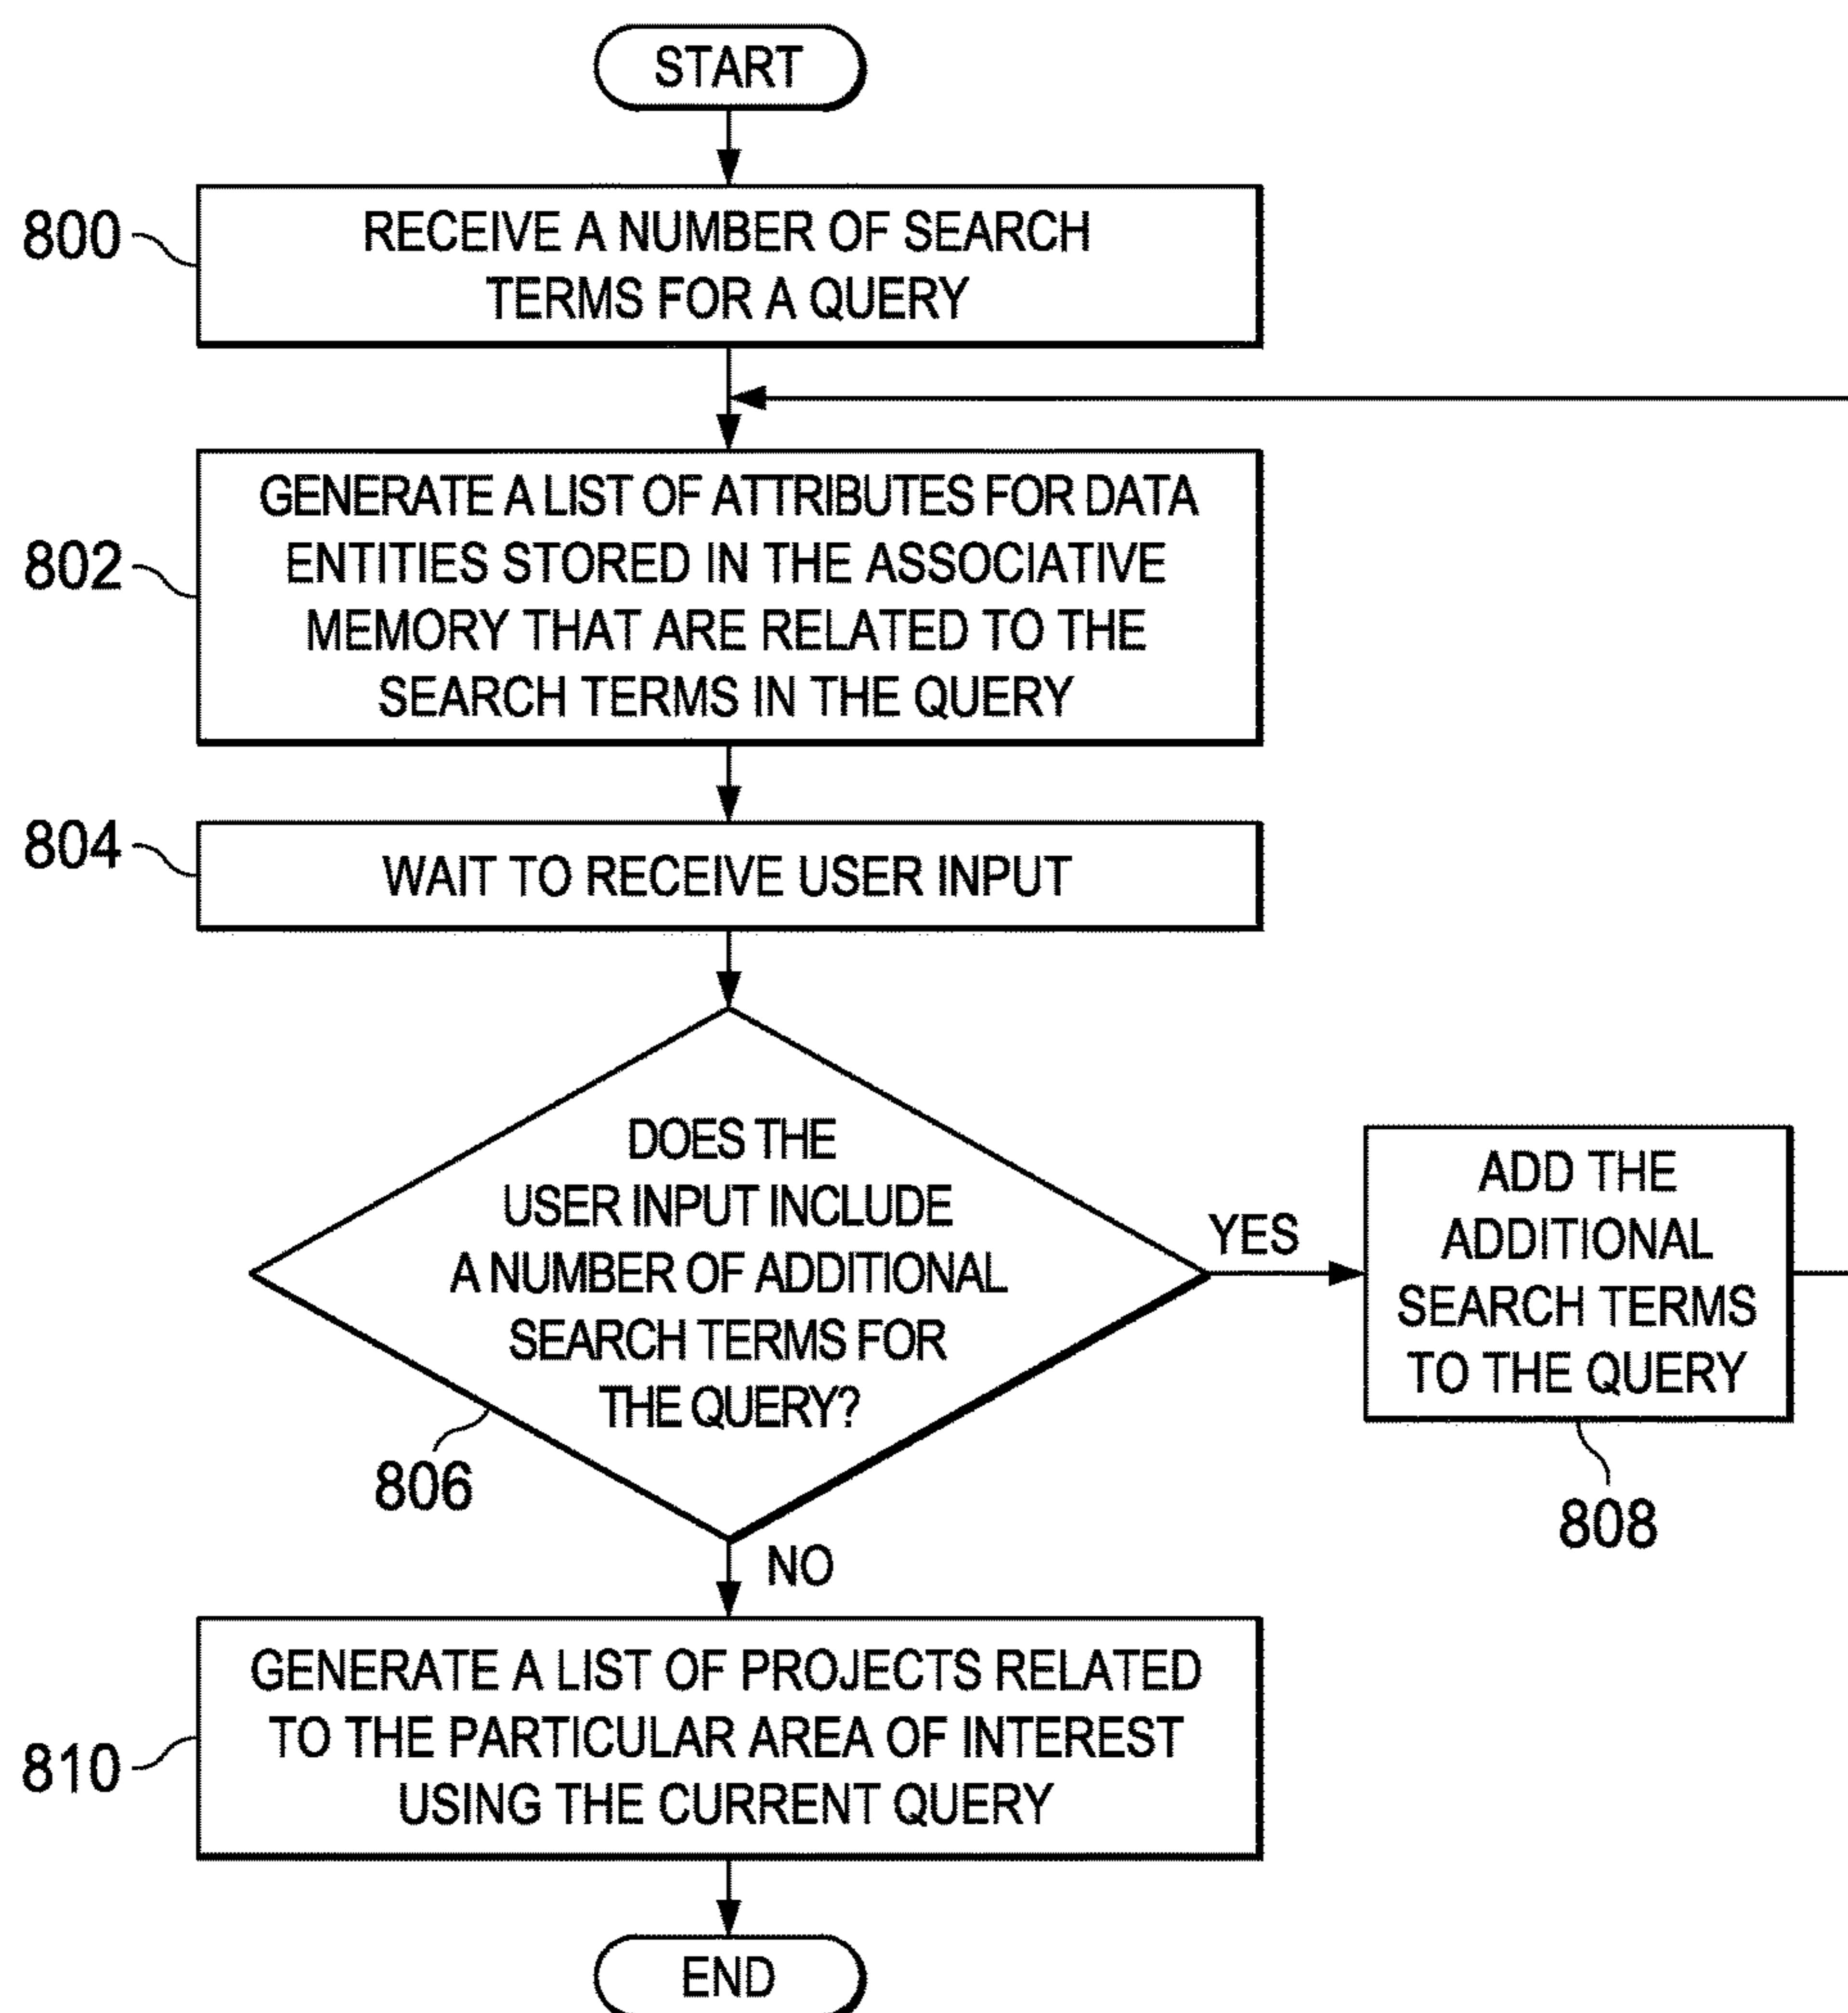 START
800
RECEIVE A NUMBER OF SEARCH
TERMS FOR A QUERY
802
GENERATE A LIST OF ATTRIBUTES FOR DATA
ENTITIES STORED IN THE ASSOCIATIVE
MEMORY THAT ARE RELATED TO THE
SEARCH TERMS IN THE QUERY
804
WAIT TO RECEIVE USER INPUT
DOES THE
USER INPUT INCLUDE
A NUMBER OF ADDITIONAL
SEARCH TERMS FOR
THE QUERY?
806
YES
ADD THE
ADDITIONAL
SEARCH TERMS
TO THE QUERY
808
NO
810
GENERATE A LIST OF PROJECTS RELATED
TO THE PARTICULAR AREA OF INTEREST
USING THE CURRENT QUERY
END